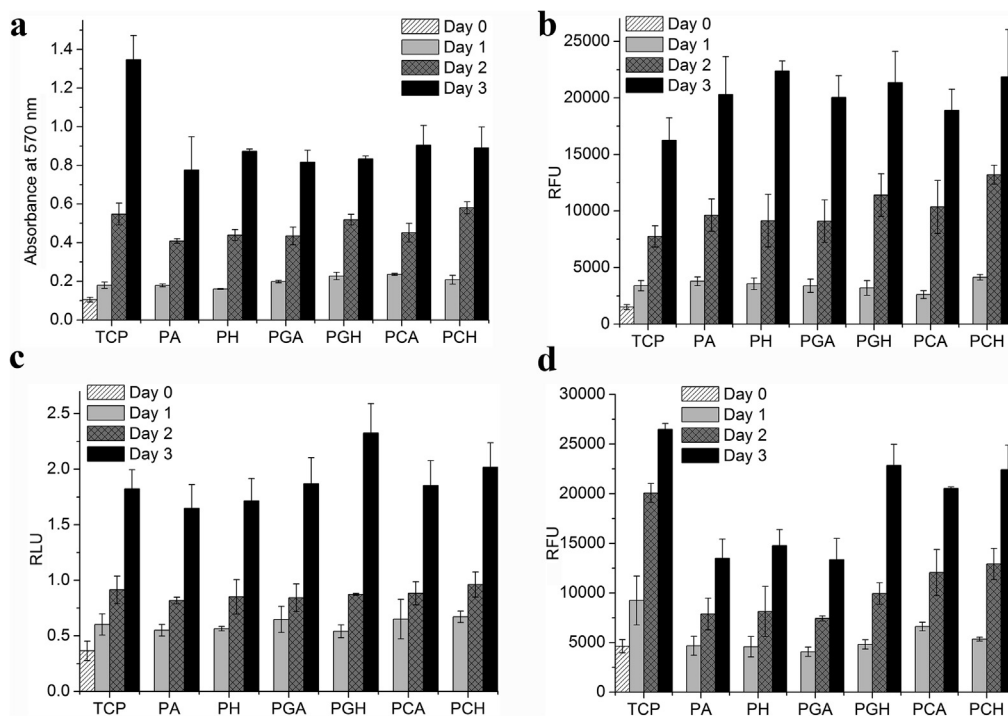 a
Day 0
Day 1
Day 2
Day 3
1.4
1.2
1.0
0.8
0.6
0.4
0.2
0.0
Absorbance at 570 nm
TCP PA PH PGA PGH PCA PCH
b
Day 0
Day 1
Day 2
Day 3
25000
20000
15000
10000
5000
0
RFU
TCP PA PH PGA PGH PCA PCH
c
Day 0
Day 1
Day 2
Day 3
2.5
2.0
1.5
1.0
0.5
0.0
RLU
TCP PA PH PGA PGH PCA PCH
d
Day 0
Day 1
Day 2
Day 3
30000
25000
20000
15000
10000
5000
0
RFU
TCP PA PH PGA PGH PCA PCH